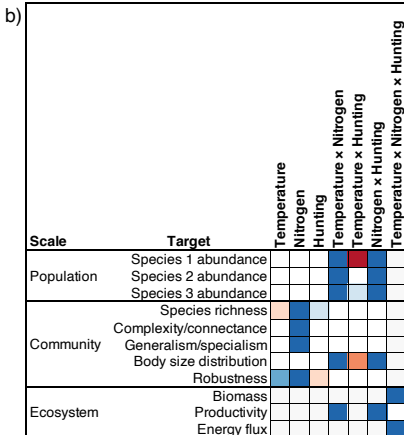 b)
Temperature
Nitrogen
Hunting
Temperature × Nitrogen
Temperature × Hunting
Nitrogen × Hunting
Temperature × Nitrogen × Hunting
Scale Target
Population
Species 1 abundance
Species 2 abundance
Species 3 abundance
Community
Species richness
Complexity/connectance
Generalism/specialism
Body size distribution
Robustness
Ecosystem
Biomass
Productivity
Energy flux